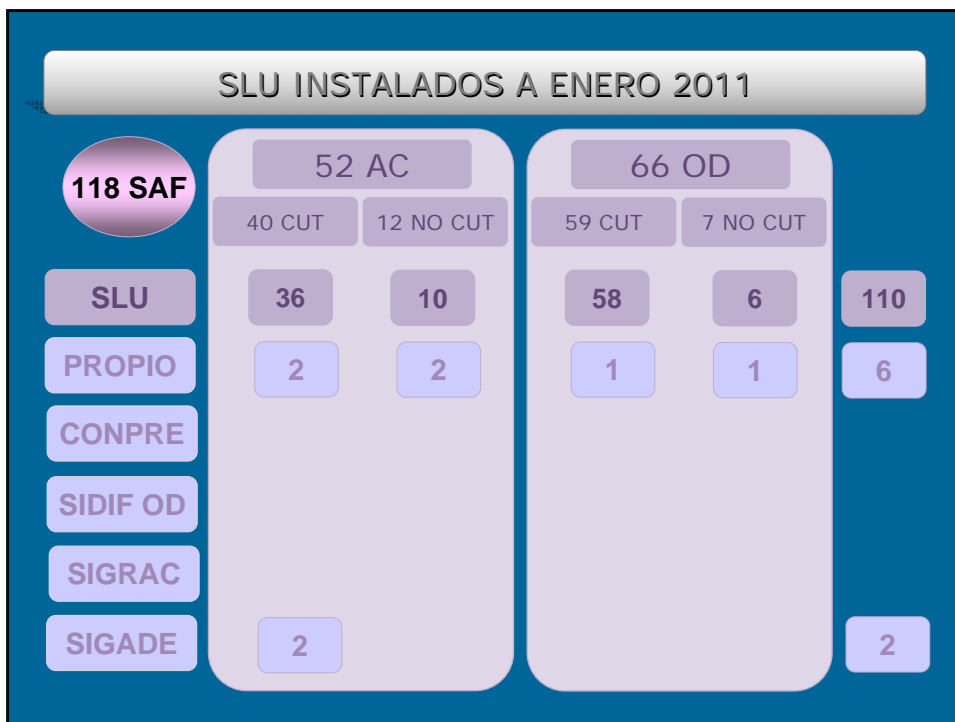 SLU INSTALADOS A ENERO 2011
118 SAF
52 AC
66 OD
40 CUT
12 NO CUT
59 CUT
7 NO CUT
SLU
36
10
58
6
110
PROPIO
2
2
1
1
6
CONPRE
SIDIF OD
SIGRAC
SIGADE
2
2